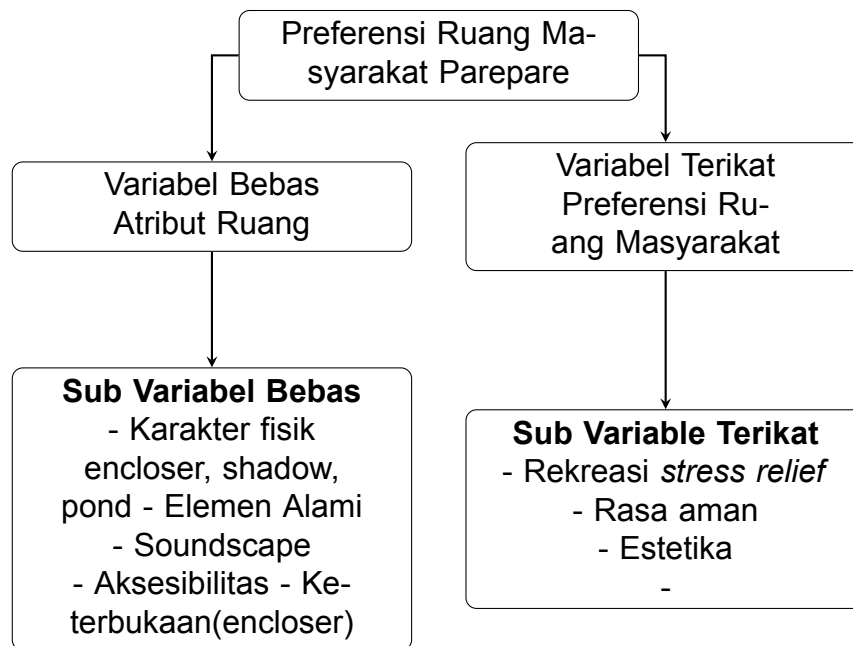 Preferensi Ruang Ma-
syarakat Parepare
Variabel Bebas
Atribut Ruang
Variabel Terikat
Preferensi Ru-
ang Masyarakat
Sub Variabel Bebas
- Karakter fisik
encloser, shadow,
pond - Elemen Alami
- Soundscape
- Aksesibilitas - Ke-
terbukaan(encloser)
Sub Variable Terikat
- Rekreasi stress relief
- Rasa aman
- Estetika
-